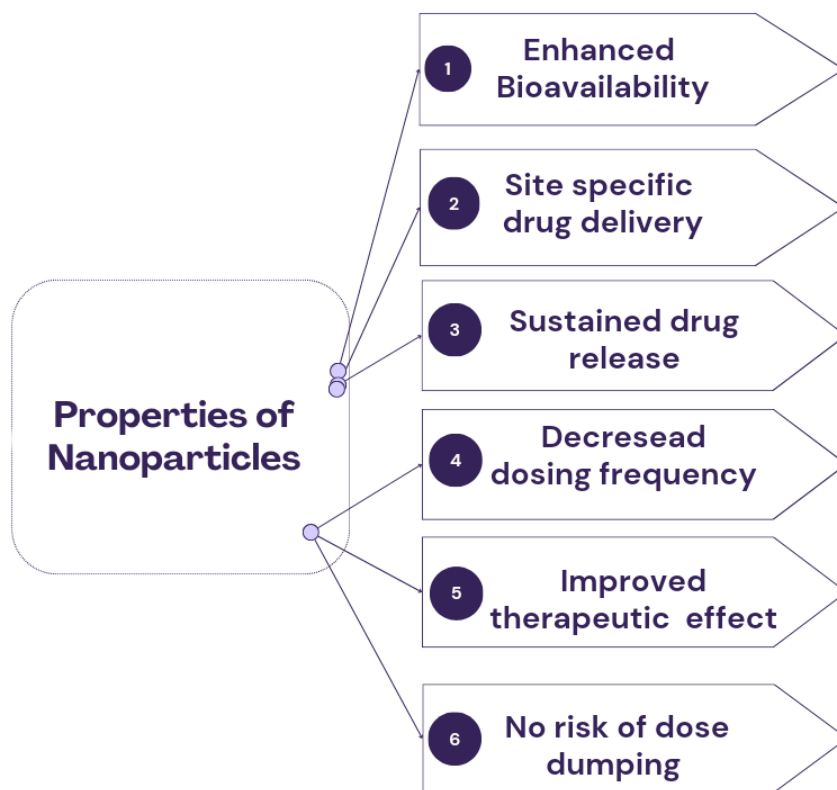 Properties of
Nanoparticles
1
Enhanced
Bioavailability
2
Site specific
drug delivery
3
Sustained drug
release
4
Decresead
dosing frequency
5
Improved
therapeutic effect
6
No risk of dose
dumping